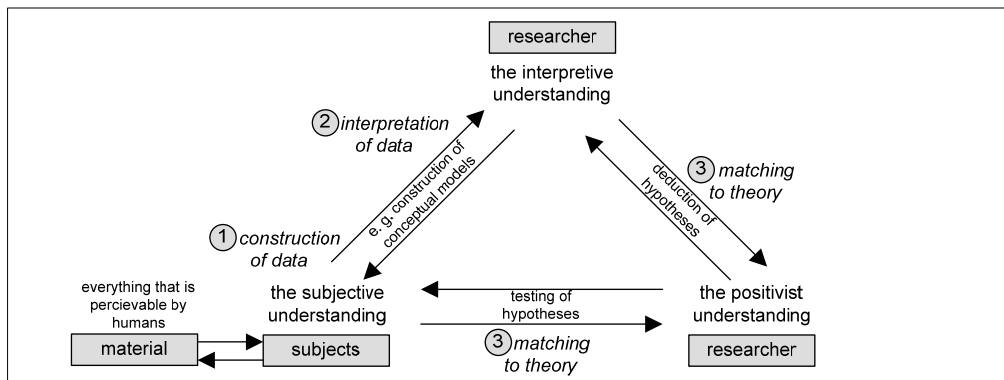 researcher
the interpretive
understanding
2 interpretation
of data
e. g. construction of
conceptual models
deduction of
hypotheses
3 matching
to theory
1 construction
of data
everything that is
percievable by
humans
the subjective
understanding
testing of
hypotheses
the positivist
understanding
material
subjects
3 matching
to theory
researcher